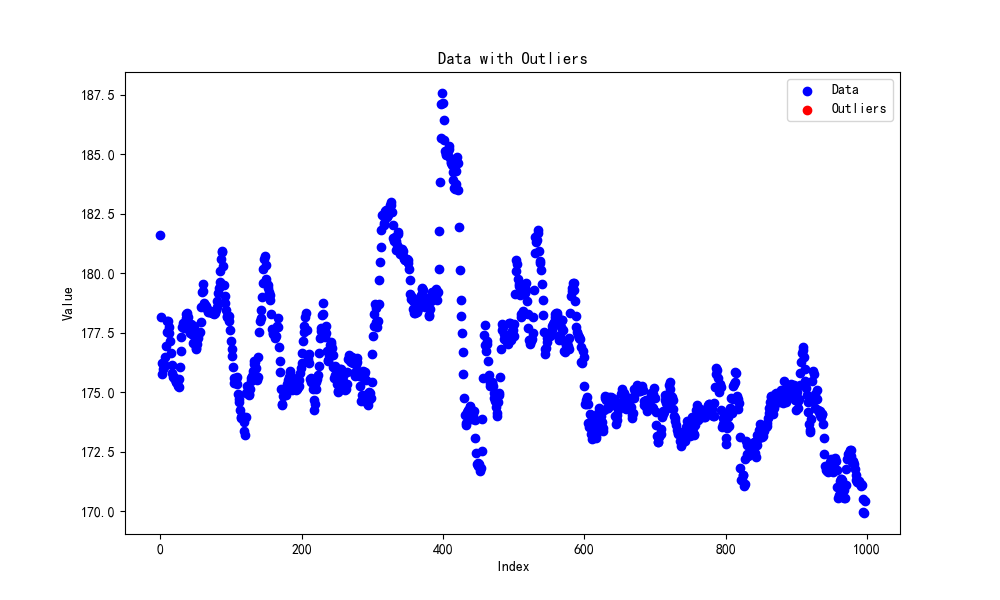 Data with Outliers
Data
Outliers
187.5
185.0
182.5
180.0
177.5
175.0
172.5
170.0
Value
0 200 400 600 800 1000
Index